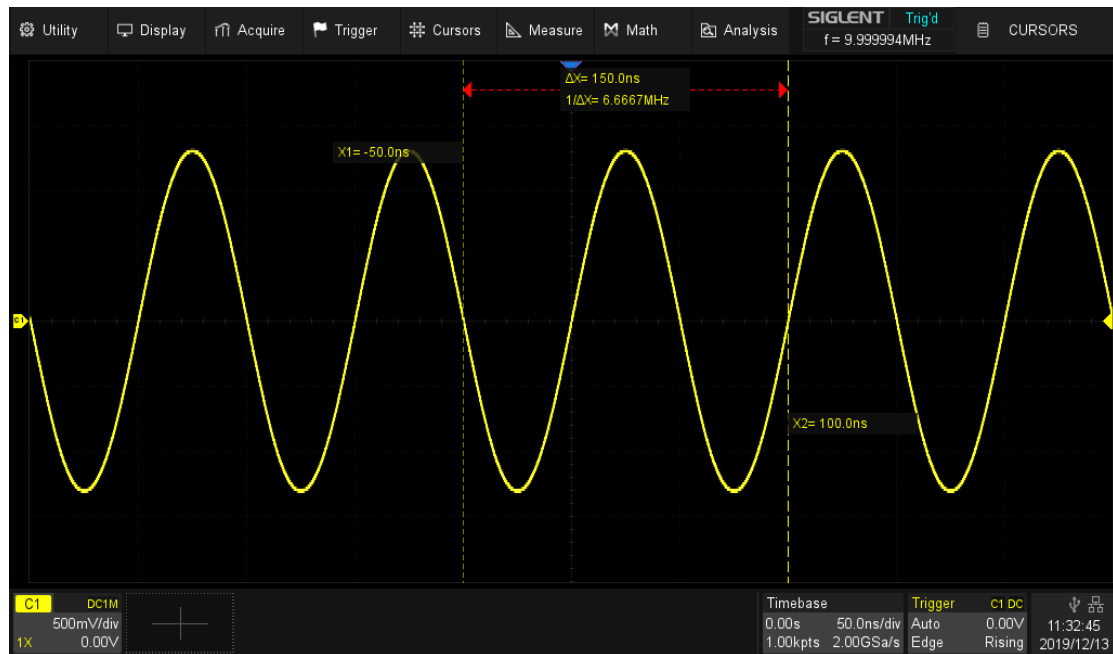 Utility Display Acquire Trigger Cursors Measure Math Analysis
SIGLENT Trig'd
f = 9.999994MHz
CURSORS
ΔX= 150.0ns
1/ΔX= 6.6667MHz
X1= -50.0ns
C1
X2= 100.0ns
C1 DC1M
500mV/div
1X 0.00V
Timebase
0.00s 50.0ns/div
1.00kpts 2.00GSa/s
Trigger C1 DC
Auto 0.00V
Edge Rising
11:32:45
2019/12/13